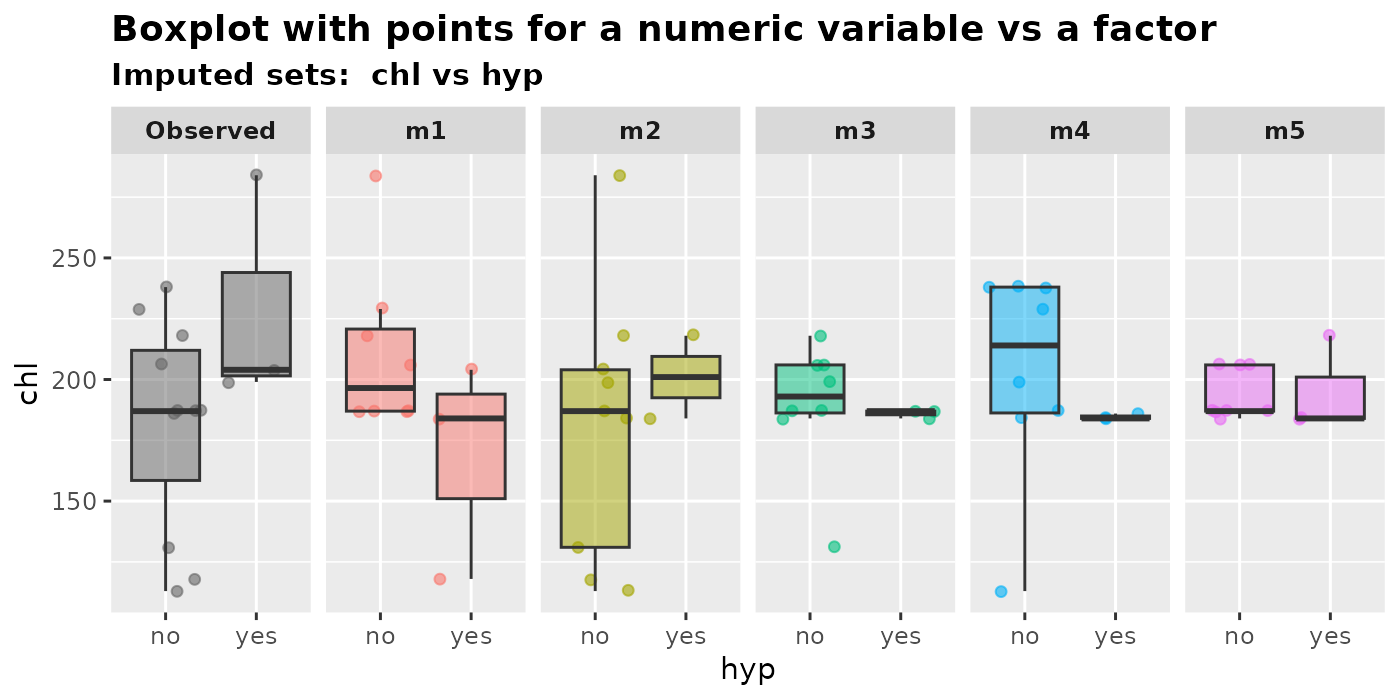 Boxplot with points for a numeric variable vs a factor
Imputed sets:  chl vs hyp
Observed m1 m2 m3 m4 m5
chl
250
200
150
no yes no yes no yes no yes no yes no yes
hyp